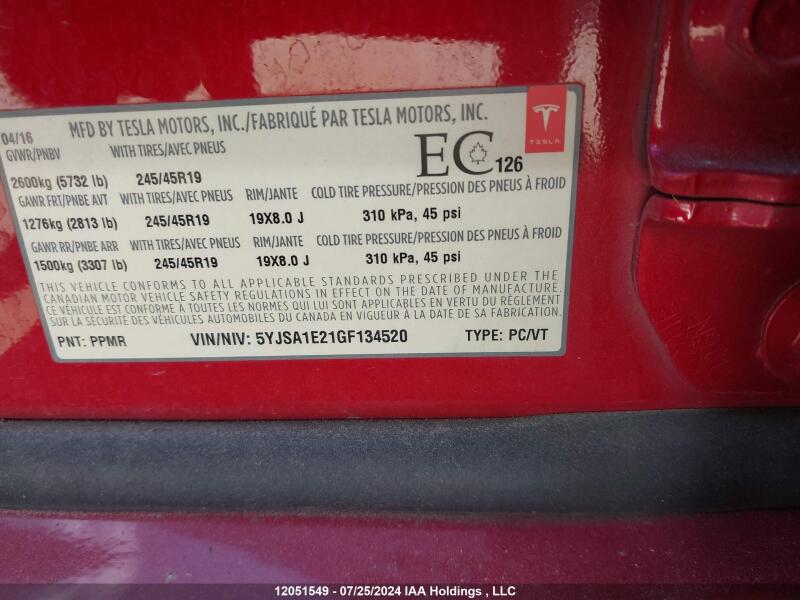 04/16 MFD BY TESLA MOTORS, INC./FABRIQUÉ PAR TESLA MOTORS, INC.
GVWR/PNBV WITH TIRES/AVEC PNEUS
EC 126
TESLA
2600kg (5732 lb) 245/45R19
GAWR FRT/PNBE AVT WITH TIRES/AVEC PNEUS RIM/JANTE COLD TIRE PRESSURE/PRESSION DES PNEUS À FROID
1276kg (2813 lb) 245/45R19 19X8.0 J 310 kPa, 45 psi
GAWR RR/PNBE ARR WITH TIRES/AVEC PNEUS RIM/JANTE COLD TIRE PRESSURE/PRESSION DES PNEUS À FROID
1500kg (3307 lb) 245/45R19 19X8.0 J 310 kPa, 45 psi
THIS VEHICLE CONFORMS TO ALL APPLICABLE STANDARDS PRESCRIBED UNDER THE
CANADIAN MOTOR VEHICLE SAFETY REGULATIONS IN EFFECT ON THE DATE OF MANUFACTURE.
CE VÉHICULE EST CONFORME À TOUTES LES NORMES QUI LUI SONT APPLICABLES EN VERTU DU RÈGLEMENT
SUR LA SÉCURITÉ DES VÉHICULES AUTOMOBILES DU CANADA EN VIGUEUR À LA DATE DE SA FABRICATION.
PNT: PPMR VIN/NIV: 5YJSA1E21GF134520 TYPE: PC/VT
12051549 - 07/25/2024 IAA Holdings , LLC